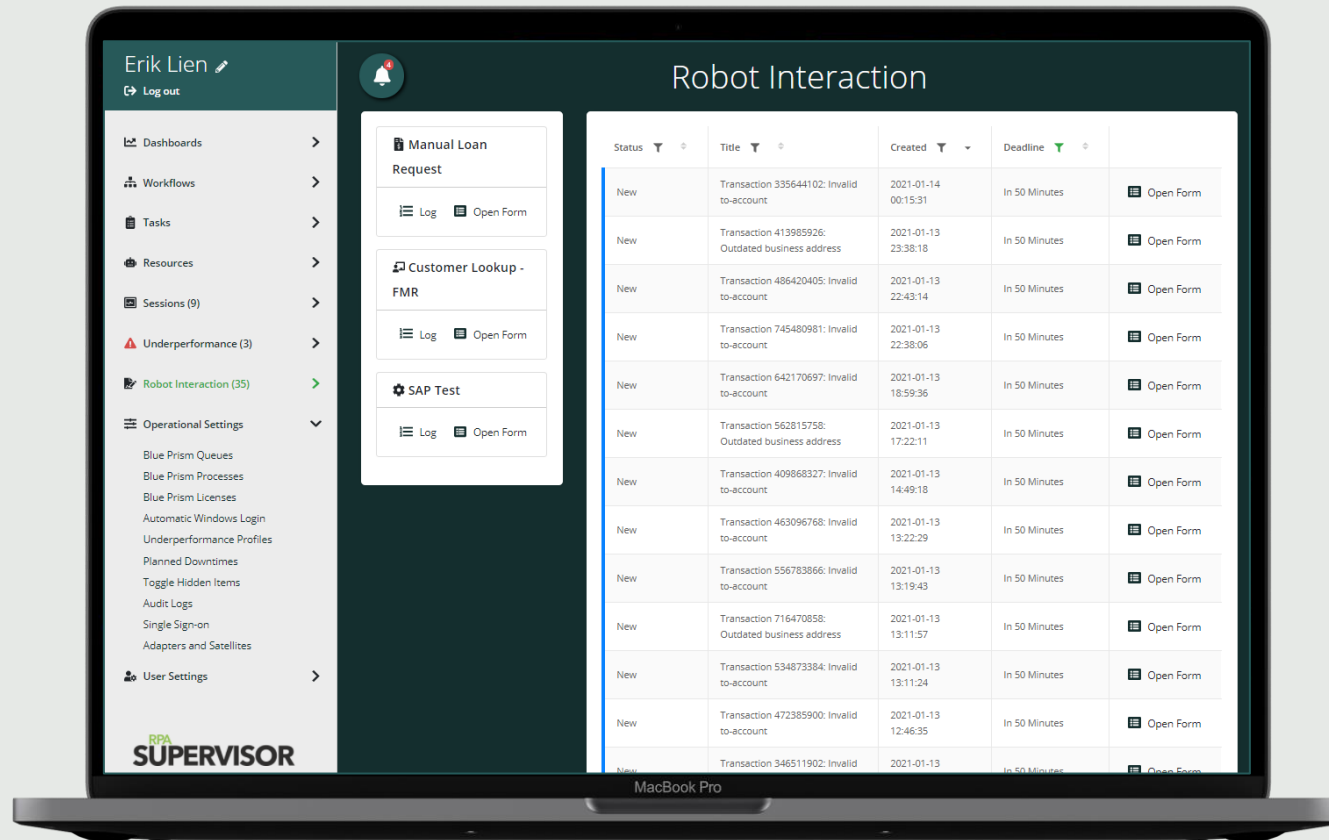 Erik Lien
Log out
4
Robot Interaction
Dashboards
Workflows
Tasks
Resources
Sessions (9)
Underperformance (3)
Robot Interaction (35)
Operational Settings
Blue Prism Queues
Blue Prism Processes
Blue Prism Licenses
Automatic Windows Login
Underperformance Profiles
Planned Downtimes
Toggle Hidden Items
Audit Logs
Single Sign-on
Adapters and Satellites
User Settings
RPA
SUPERVISOR
Manual Loan
Request
Log Open Form
Customer Lookup -
FMR
Log Open Form
SAP Test
Log Open Form
Status Title Created Deadline
New Transaction 335644102: Invalid 2021-01-14 In 50 Minutes Open Form
to-account 00:15:31
New Transaction 413985926: 2021-01-13 In 50 Minutes Open Form
Outdated business address 23:38:18
New Transaction 486420405: Invalid 2021-01-13 In 50 Minutes Open Form
to-account 22:43:14
New Transaction 745480981: Invalid 2021-01-13 In 50 Minutes Open Form
to-account 22:38:06
New Transaction 642170697: Invalid 2021-01-13 In 50 Minutes Open Form
to-account 18:59:36
New Transaction 562815758: 2021-01-13 In 50 Minutes Open Form
Outdated business address 17:22:11
New Transaction 409868327: Invalid 2021-01-13 In 50 Minutes Open Form
to-account 14:49:18
New Transaction 463096768: Invalid 2021-01-13 In 50 Minutes Open Form
to-account 13:22:29
New Transaction 556783866: Invalid 2021-01-13 In 50 Minutes Open Form
to-account 13:19:43
New Transaction 716470858: 2021-01-13 In 50 Minutes Open Form
Outdated business address 13:11:57
New Transaction 534873384: Invalid 2021-01-13 In 50 Minutes Open Form
to-account 13:11:24
New Transaction 472385900: Invalid 2021-01-13 In 50 Minutes Open Form
to-account 12:46:35
New Transaction 346511902: Invalid 2021-01-13 In 50 Minutes Open Form
MacBook Pro